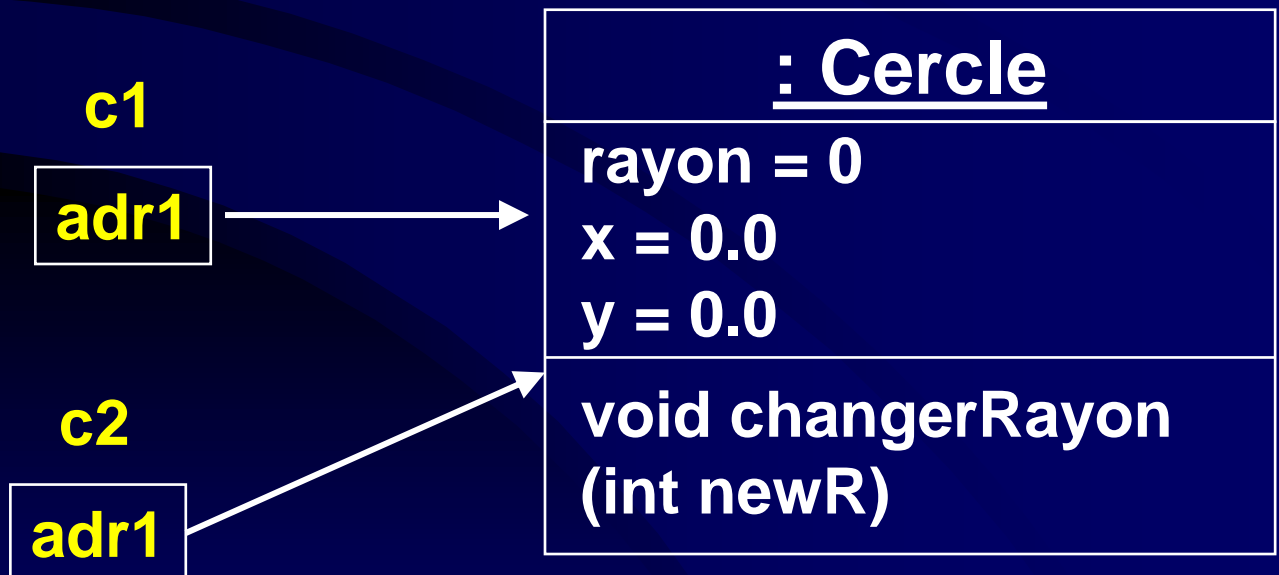 c1
adr1
c2
adr1
: Cercle
rayon = 0
x = 0.0
y = 0.0
void changerRayon
(int newR)